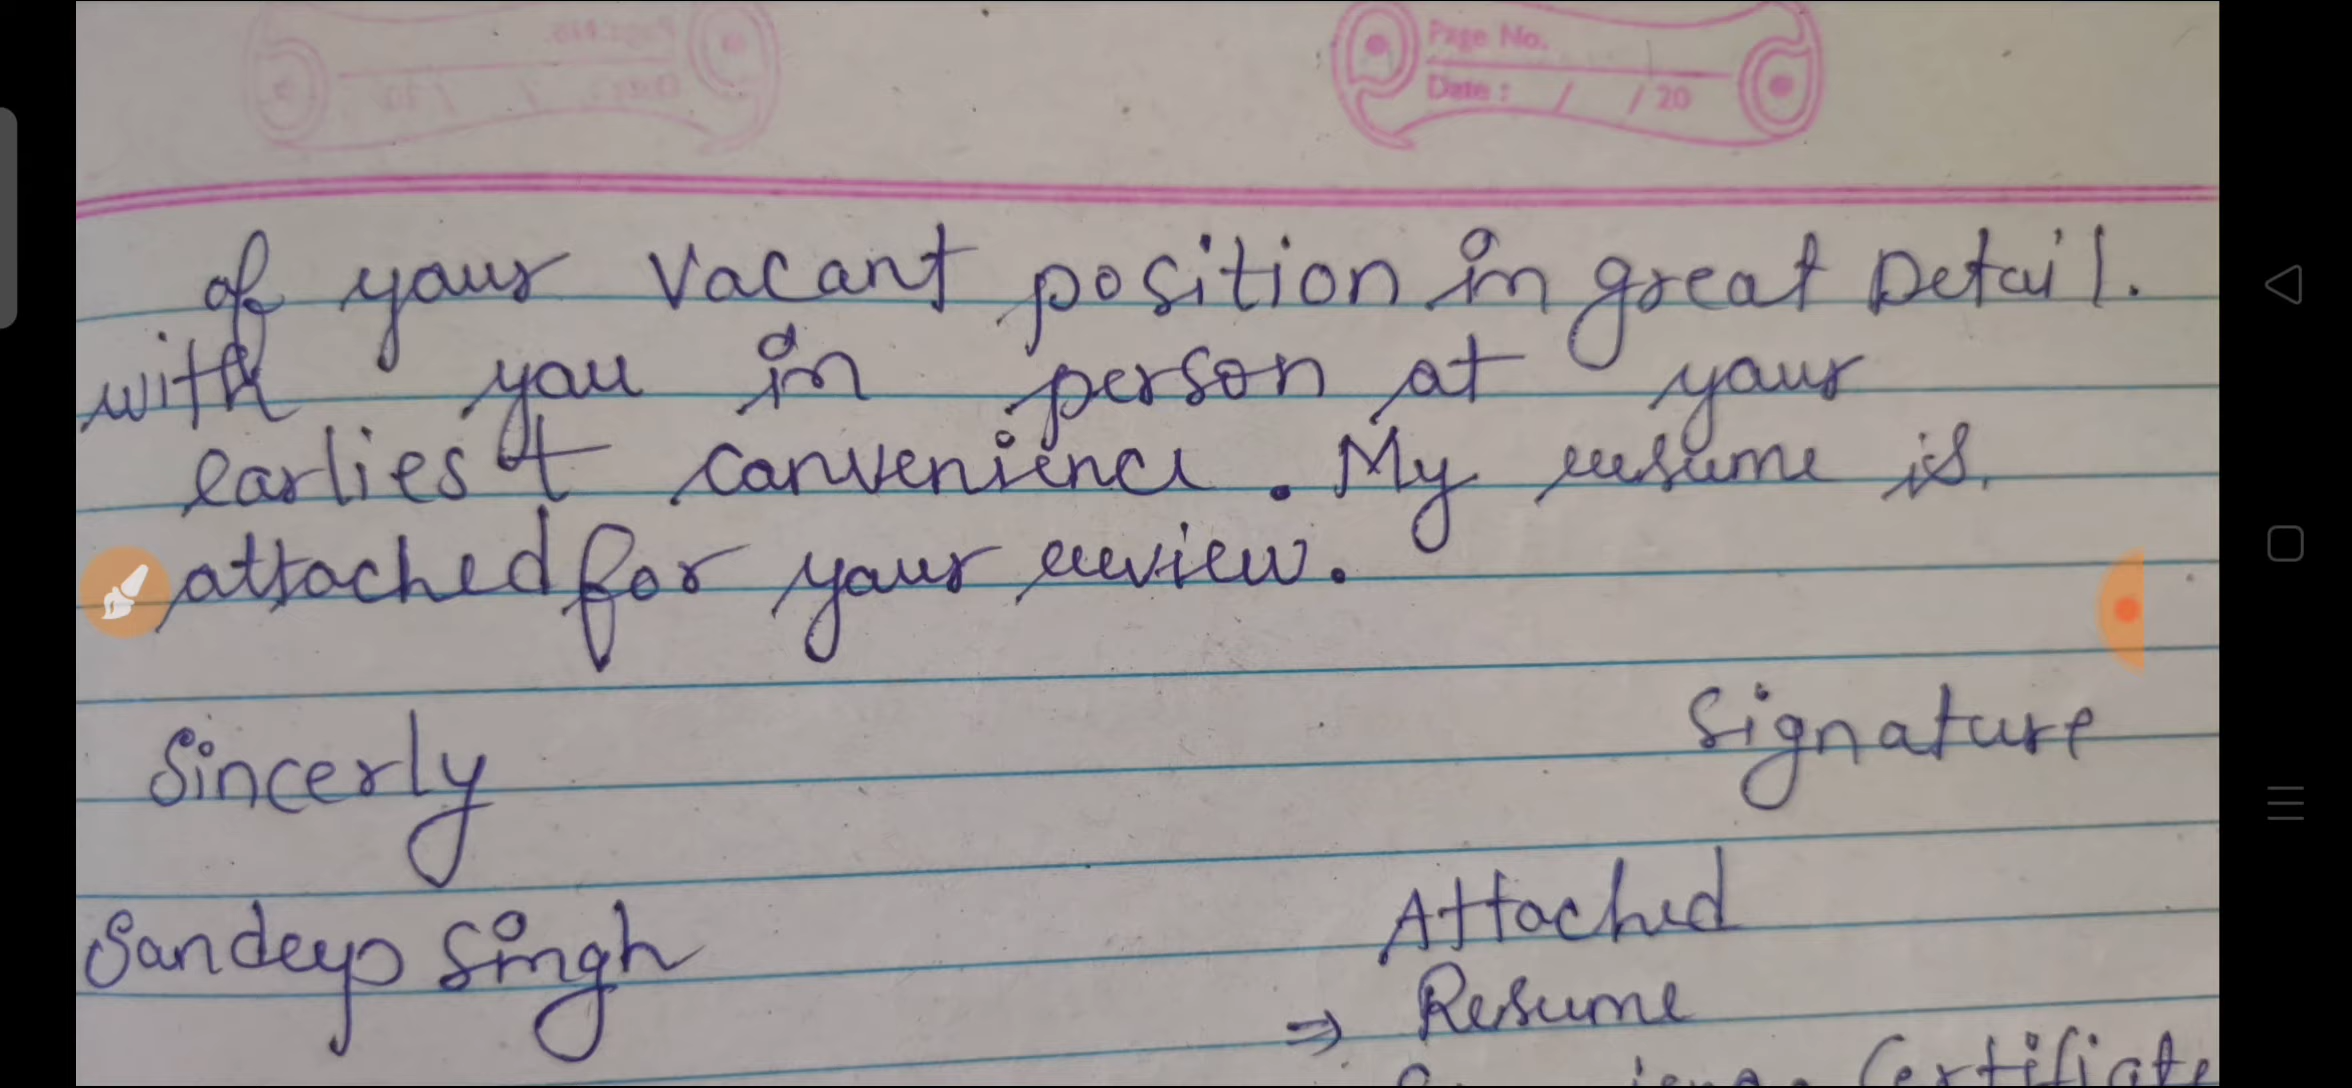 Page No.
Date : / / 20
of your Vacant position in great Detail.
with you in person at your
earliest convenience. My resume is
attached for your review.
Signature
Sincerly
Attached
Sandeep Singh
⇒ Resume
Certificate